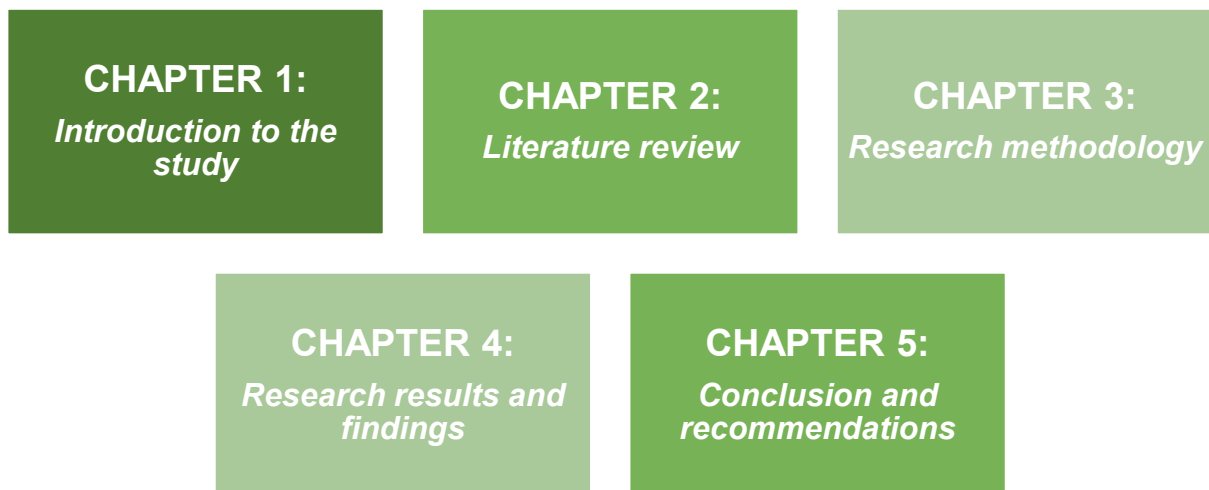 CHAPTER 1:
Introduction to the
study
CHAPTER 2:
Literature review
CHAPTER 3:
Research methodology
CHAPTER 4:
Research results and
findings
CHAPTER 5:
Conclusion and
recommendations